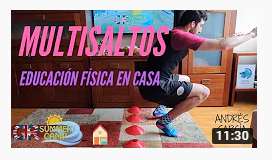 MULTISALTOS
EDUCACIÓN FÍSICA EN CASA
SUMMER
CAMP
ANDRÉS
11:30